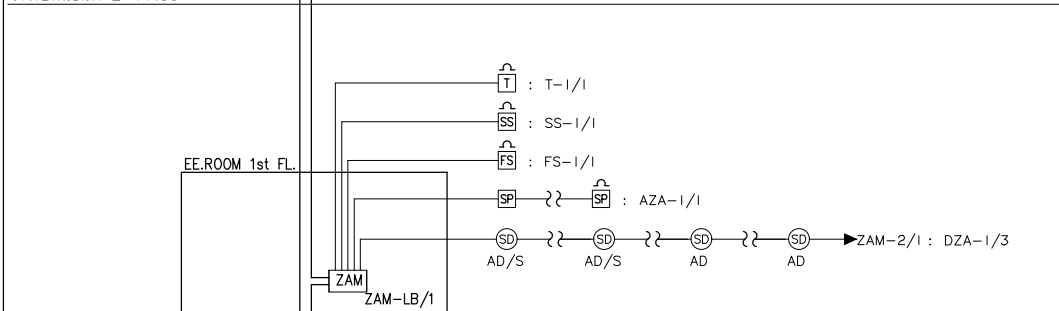 T : T-1/1
SS : SS-1/1
FS : FS-1/1
EE.ROOM 1st FL.
SP SP : AZA-1/1
SD SD SD SD ZAM-2/1 : DZA-1/3
AD/S AD/S AD AD
ZAM
ZAM-LB/1